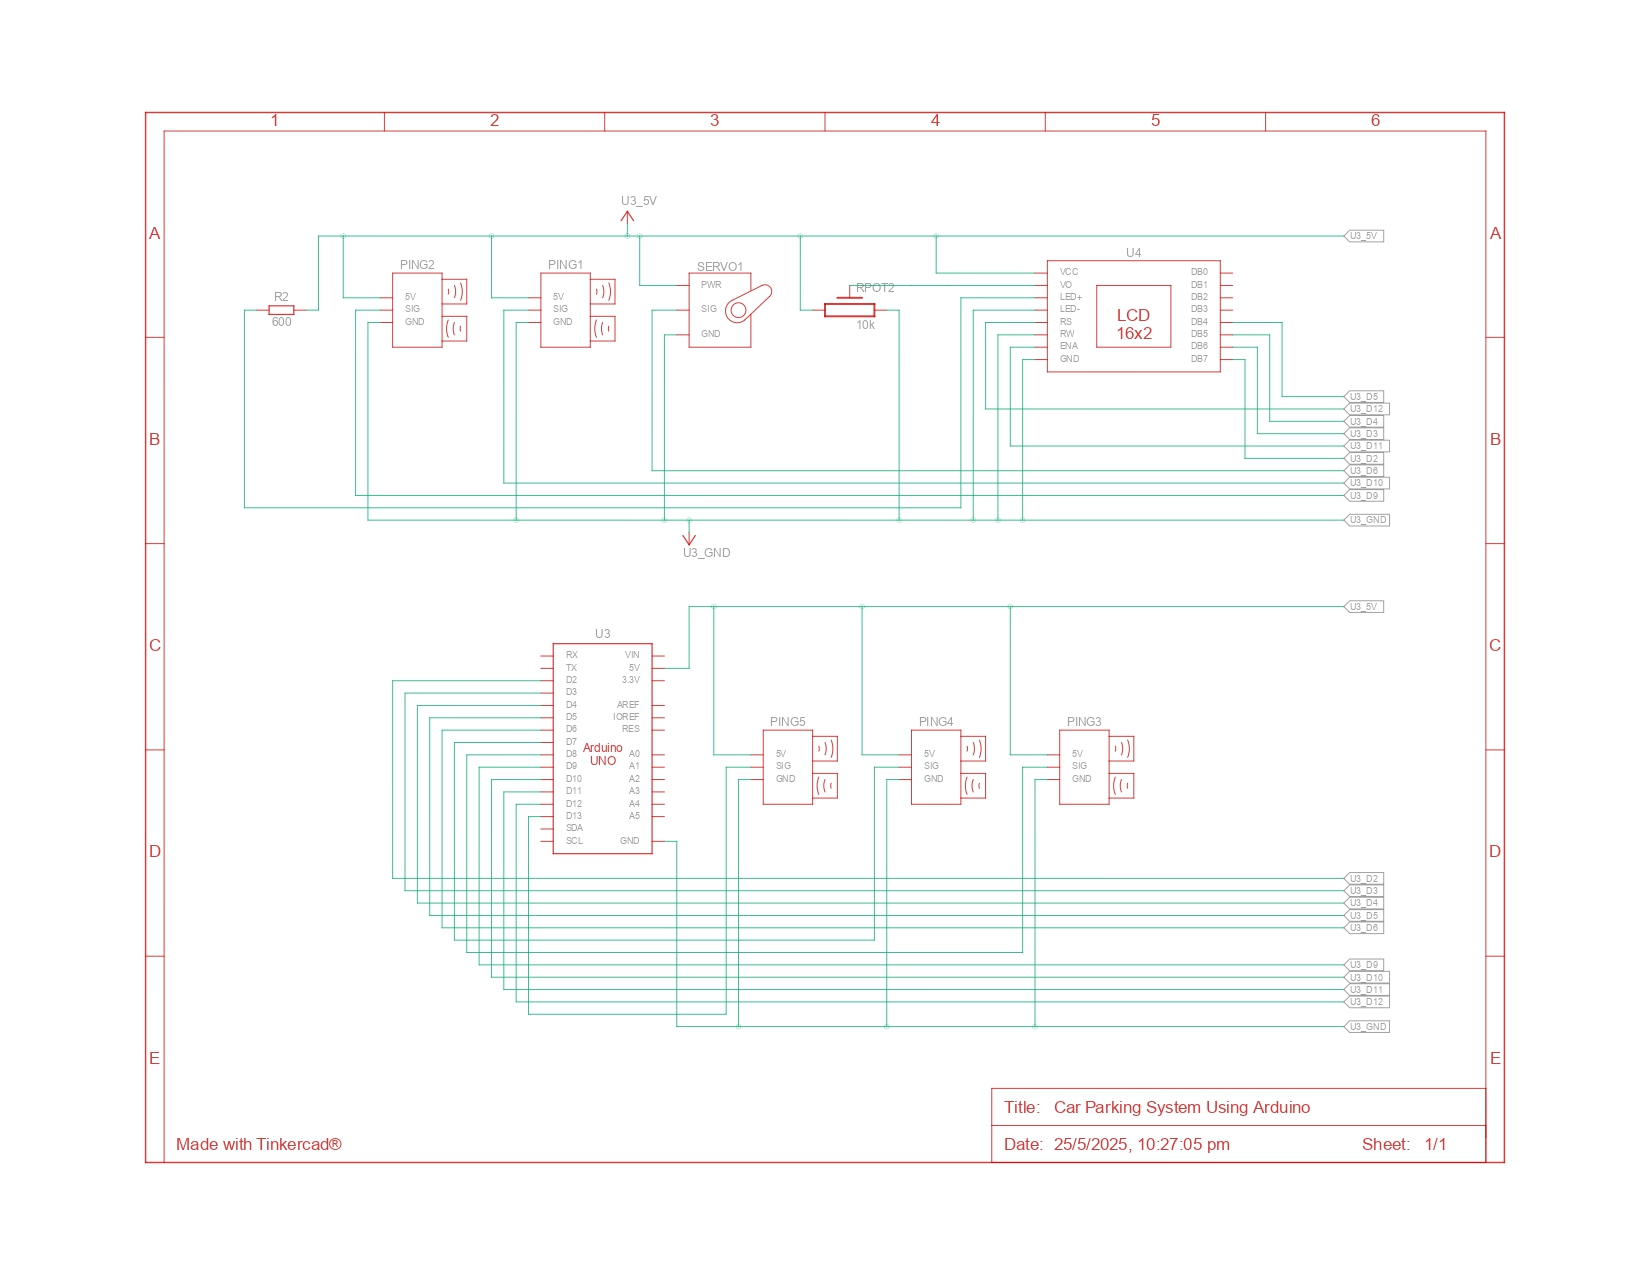 1 2 3 4 5 6
A A
B B
C C
D D
E E
U3_5V
U3_5V
R2
600
PING2
5V
SIG
GND
PING1
5V
SIG
GND
SERVO1
PWR
SIG
GND
RPOT2
10k
U4
VCC DB0
VO DB1
LED+ DB2
LED- DB3
RS DB4
RW DB5
ENA DB6
GND DB7
LCD
16x2
U3_D5
U3_D12
U3_D4
U3_D3
U3_D11
U3_D2
U3_D6
U3_D10
U3_D9
U3_GND
U3_GND
U3_5V
U3
RX VIN
TX 5V
D2 3.3V
D3
D4 AREF
D5 IOREF
D6 RES
D7
D8 A0
D9 A1
D10 A2
D11 A3
D12 A4
D13 A5
SDA
SCL GND
Arduino
UNO
PING5
5V
SIG
GND
PING4
5V
SIG
GND
PING3
5V
SIG
GND
U3_D2
U3_D3
U3_D4
U3_D5
U3_D6
U3_D9
U3_D10
U3_D11
U3_D12
U3_GND
Title: Car Parking System Using Arduino
Made with Tinkercad®
Date: 25/5/2025, 10:27:05 pm Sheet: 1/1